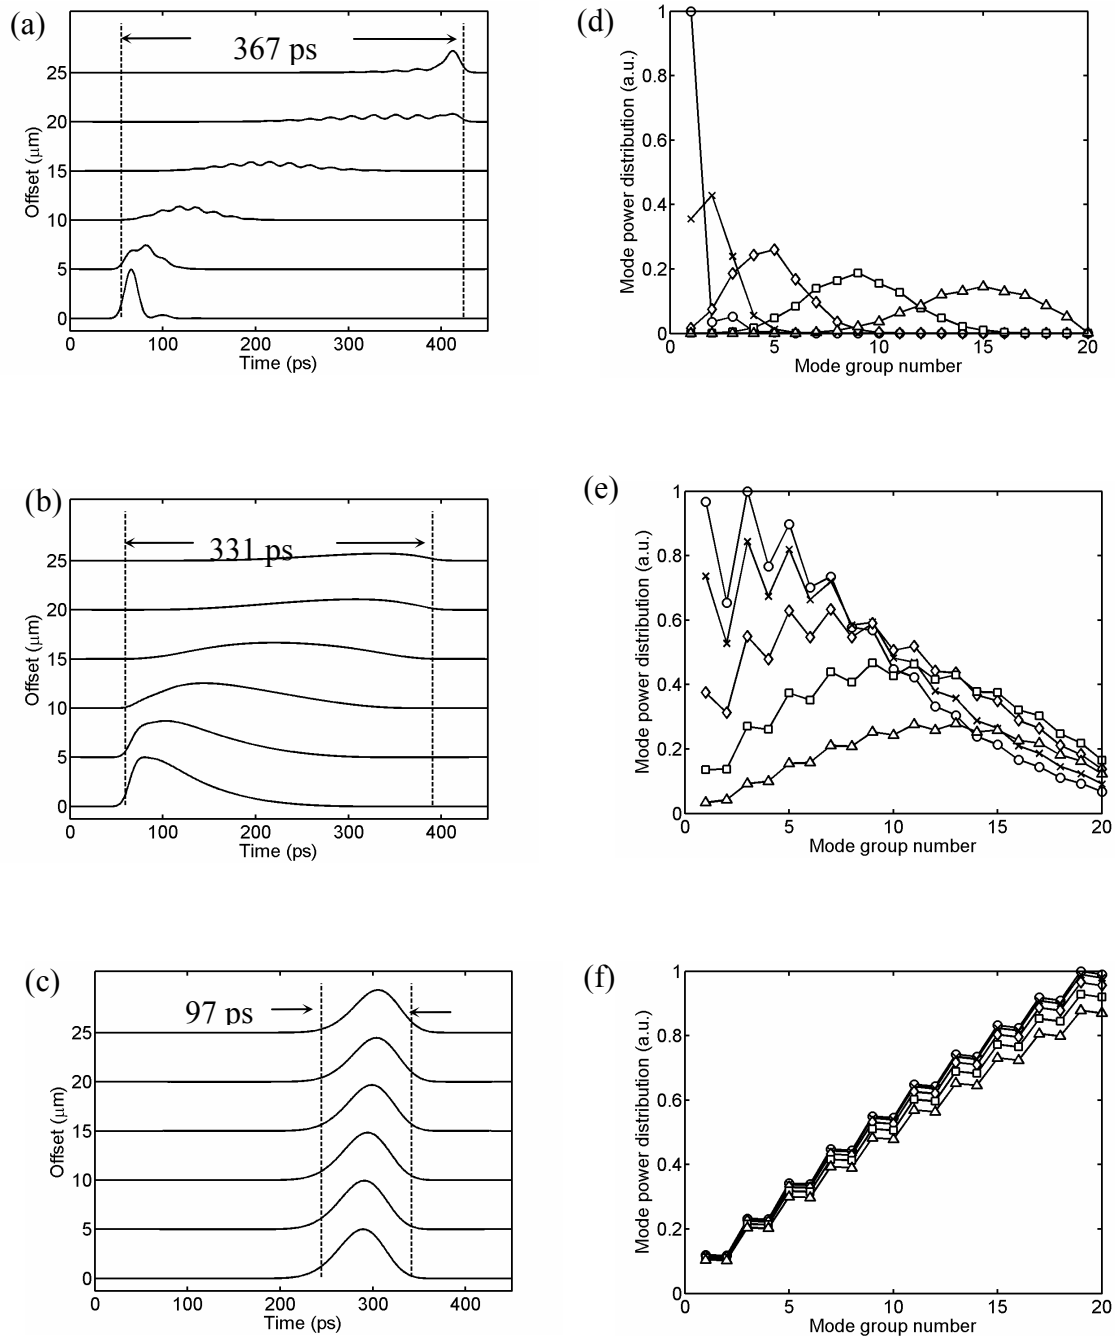 (a)
367 ps
25
20
15
10
5
0
Offset (μm)
0 100 200 300 400
Time (ps)
(d)
1
0.8
0.6
0.4
0.2
0
Mode power distribution (a.u.)
0 5 10 15 20
Mode group number
(b)
331 ps
25
20
15
10
5
0
Offset (μm)
0 100 200 300 400
Time (ps)
(e)
1
0.8
0.6
0.4
0.2
0
Mode power distribution (a.u.)
0 5 10 15 20
Mode group number
(c)
97 ps
25
20
15
10
5
0
Offset (μm)
0 100 200 300 400
Time (ps)
(f)
1
0.8
0.6
0.4
0.2
0
Mode power distribution (a.u.)
0 5 10 15 20
Mode group number